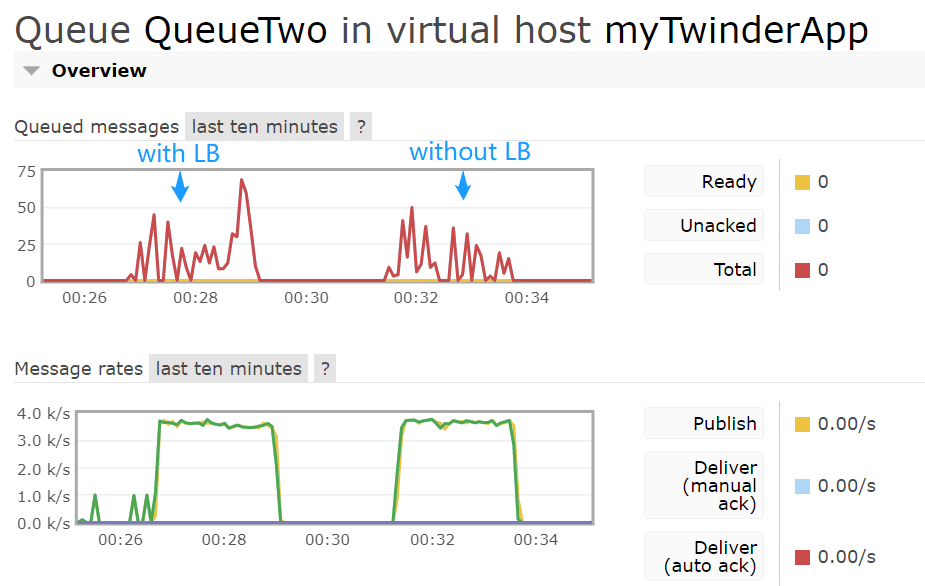 Queue QueueTwo in virtual host myTwinderApp
Overview
Queued messages last ten minutes ?
with LB
without LB
75
50
25
0
00:26 00:28 00:30 00:32 00:34
Ready 0
Unacked 0
Total 0
Message rates last ten minutes ?
4.0 k/s
3.0 k/s
2.0 k/s
1.0 k/s
0.0 k/s
00:26 00:28 00:30 00:32 00:34
Publish 0.00/s
Deliver
(manual 0.00/s
ack)
Deliver
(auto ack) 0.00/s